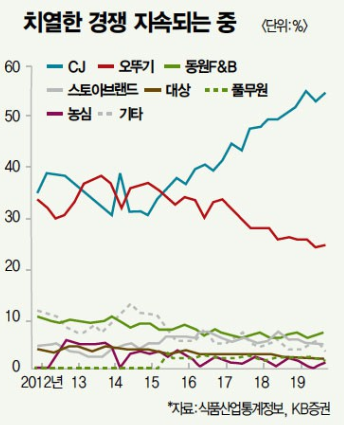 치열한 경쟁 지속되는 중
〈단위:%〉
CJ 오뚜기 동원F&B
스토아브랜드 대상 풀무원
농심 기타
60
50
40
30
20
10
0
2012년 13 14 15 16 17 18 19
*자료:식품산업통계정보, KB증권